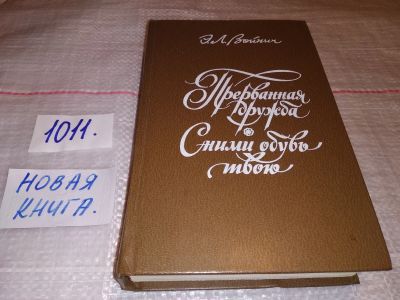 Э.Л. Войнич
Прерванная
дружба
Сними обувь
твою
1011.
НОВАЯ
КНИГА.